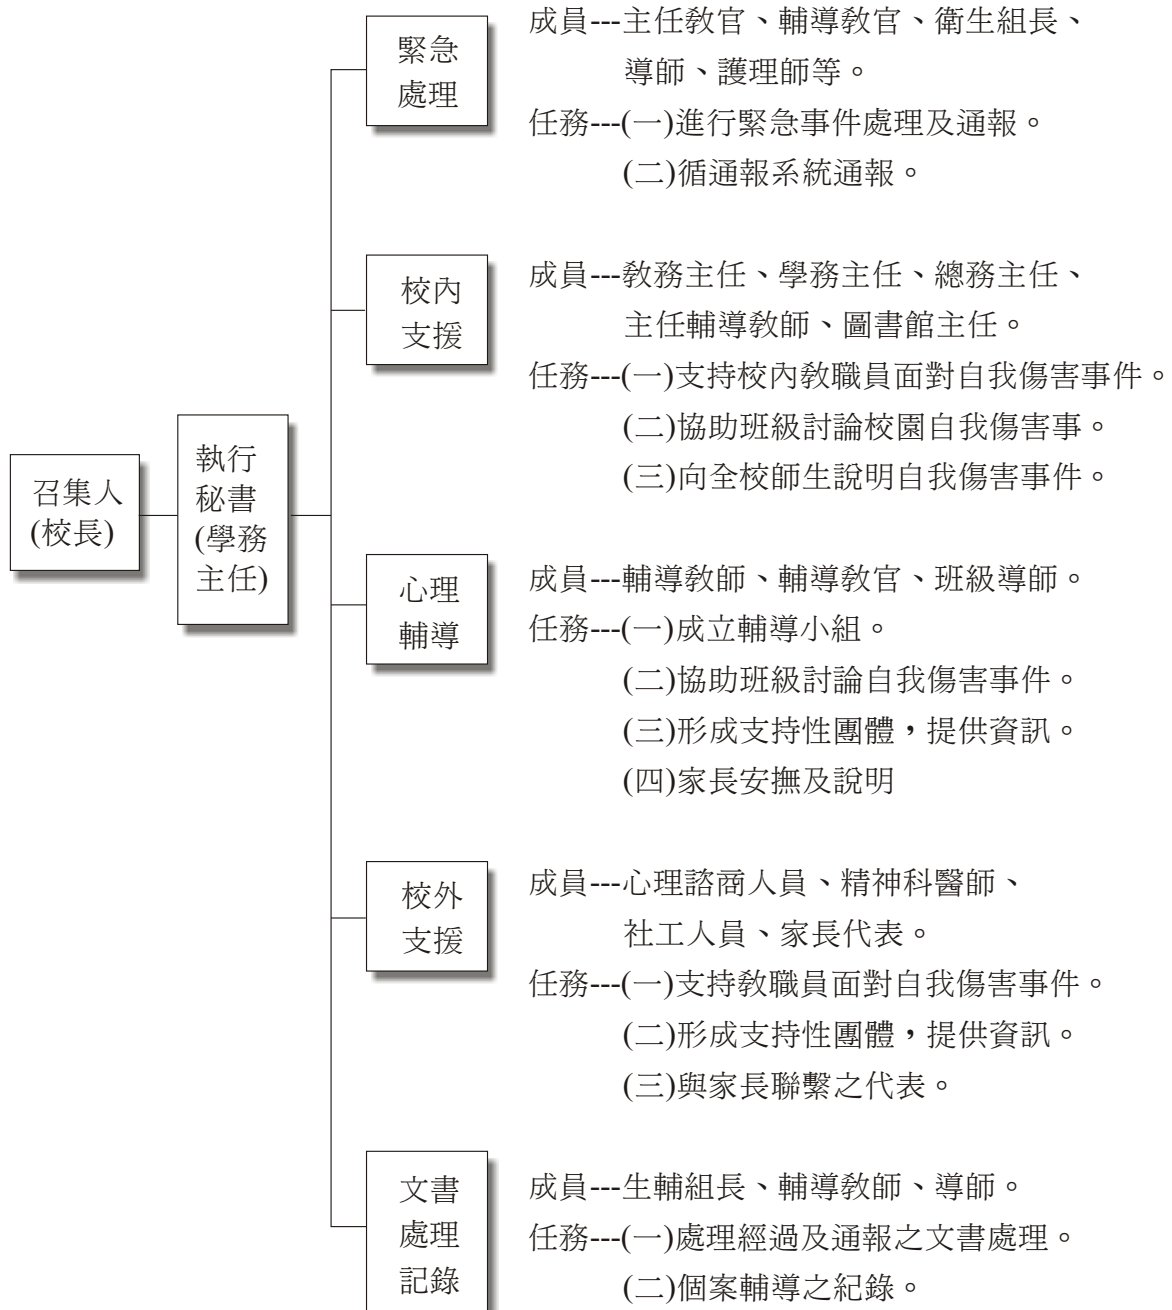 召集人
(校長)
執行
秘書
(學務
主任)
緊急
處理
成員---主任教官、輔導教官、衛生組長、
導師、護理師等。
任務---(一)進行緊急事件處理及通報。
(二)循通報系統通報。
校內
支援
成員---教務主任、學務主任、總務主任、
主任輔導教師、圖書館主任。
任務---(一)支持校內教職員面對自我傷害事件。
(二)協助班級討論校園自我傷害事。
(三)向全校師生說明自我傷害事件。
心理
輔導
成員---輔導教師、輔導教官、班級導師。
任務---(一)成立輔導小組。
(二)協助班級討論自我傷害事件。
(三)形成支持性團體，提供資訊。
(四)家長安撫及說明
校外
支援
成員---心理諮商人員、精神科醫師、
社工人員、家長代表。
任務---(一)支持教職員面對自我傷害事件。
(二)形成支持性團體，提供資訊。
(三)與家長聯繫之代表。
文書
處理
記錄
成員---生輔組長、輔導教師、導師。
任務---(一)處理經過及通報之文書處理。
(二)個案輔導之紀錄。